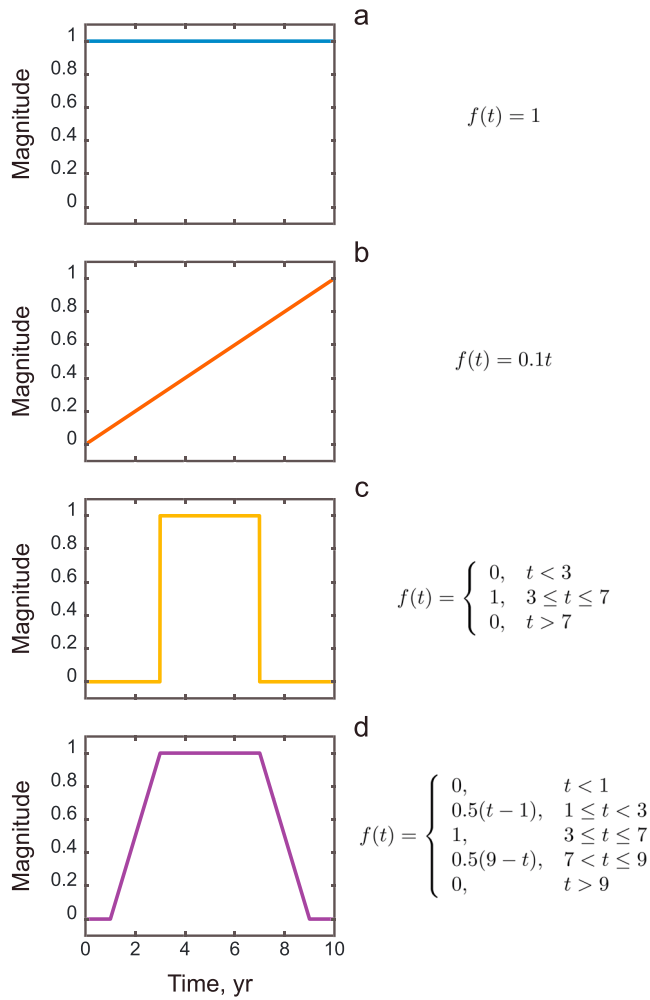 a
1
0.8
0.6
0.4
0.2
0
Magnitude
f(t) = 1
b
1
0.8
0.6
0.4
0.2
0
Magnitude
f(t) = 0.1t
c
1
0.8
0.6
0.4
0.2
0
Magnitude
f(t) = { 0, t < 3
1, 3 ≤ t ≤ 7
0, t > 7
d
1
0.8
0.6
0.4
0.2
0
Magnitude
f(t) = { 0, t < 1
0.5(t − 1), 1 ≤ t < 3
1, 3 ≤ t ≤ 7
0.5(9 − t), 7 < t ≤ 9
0, t > 9
0 2 4 6 8 10
Time, yr